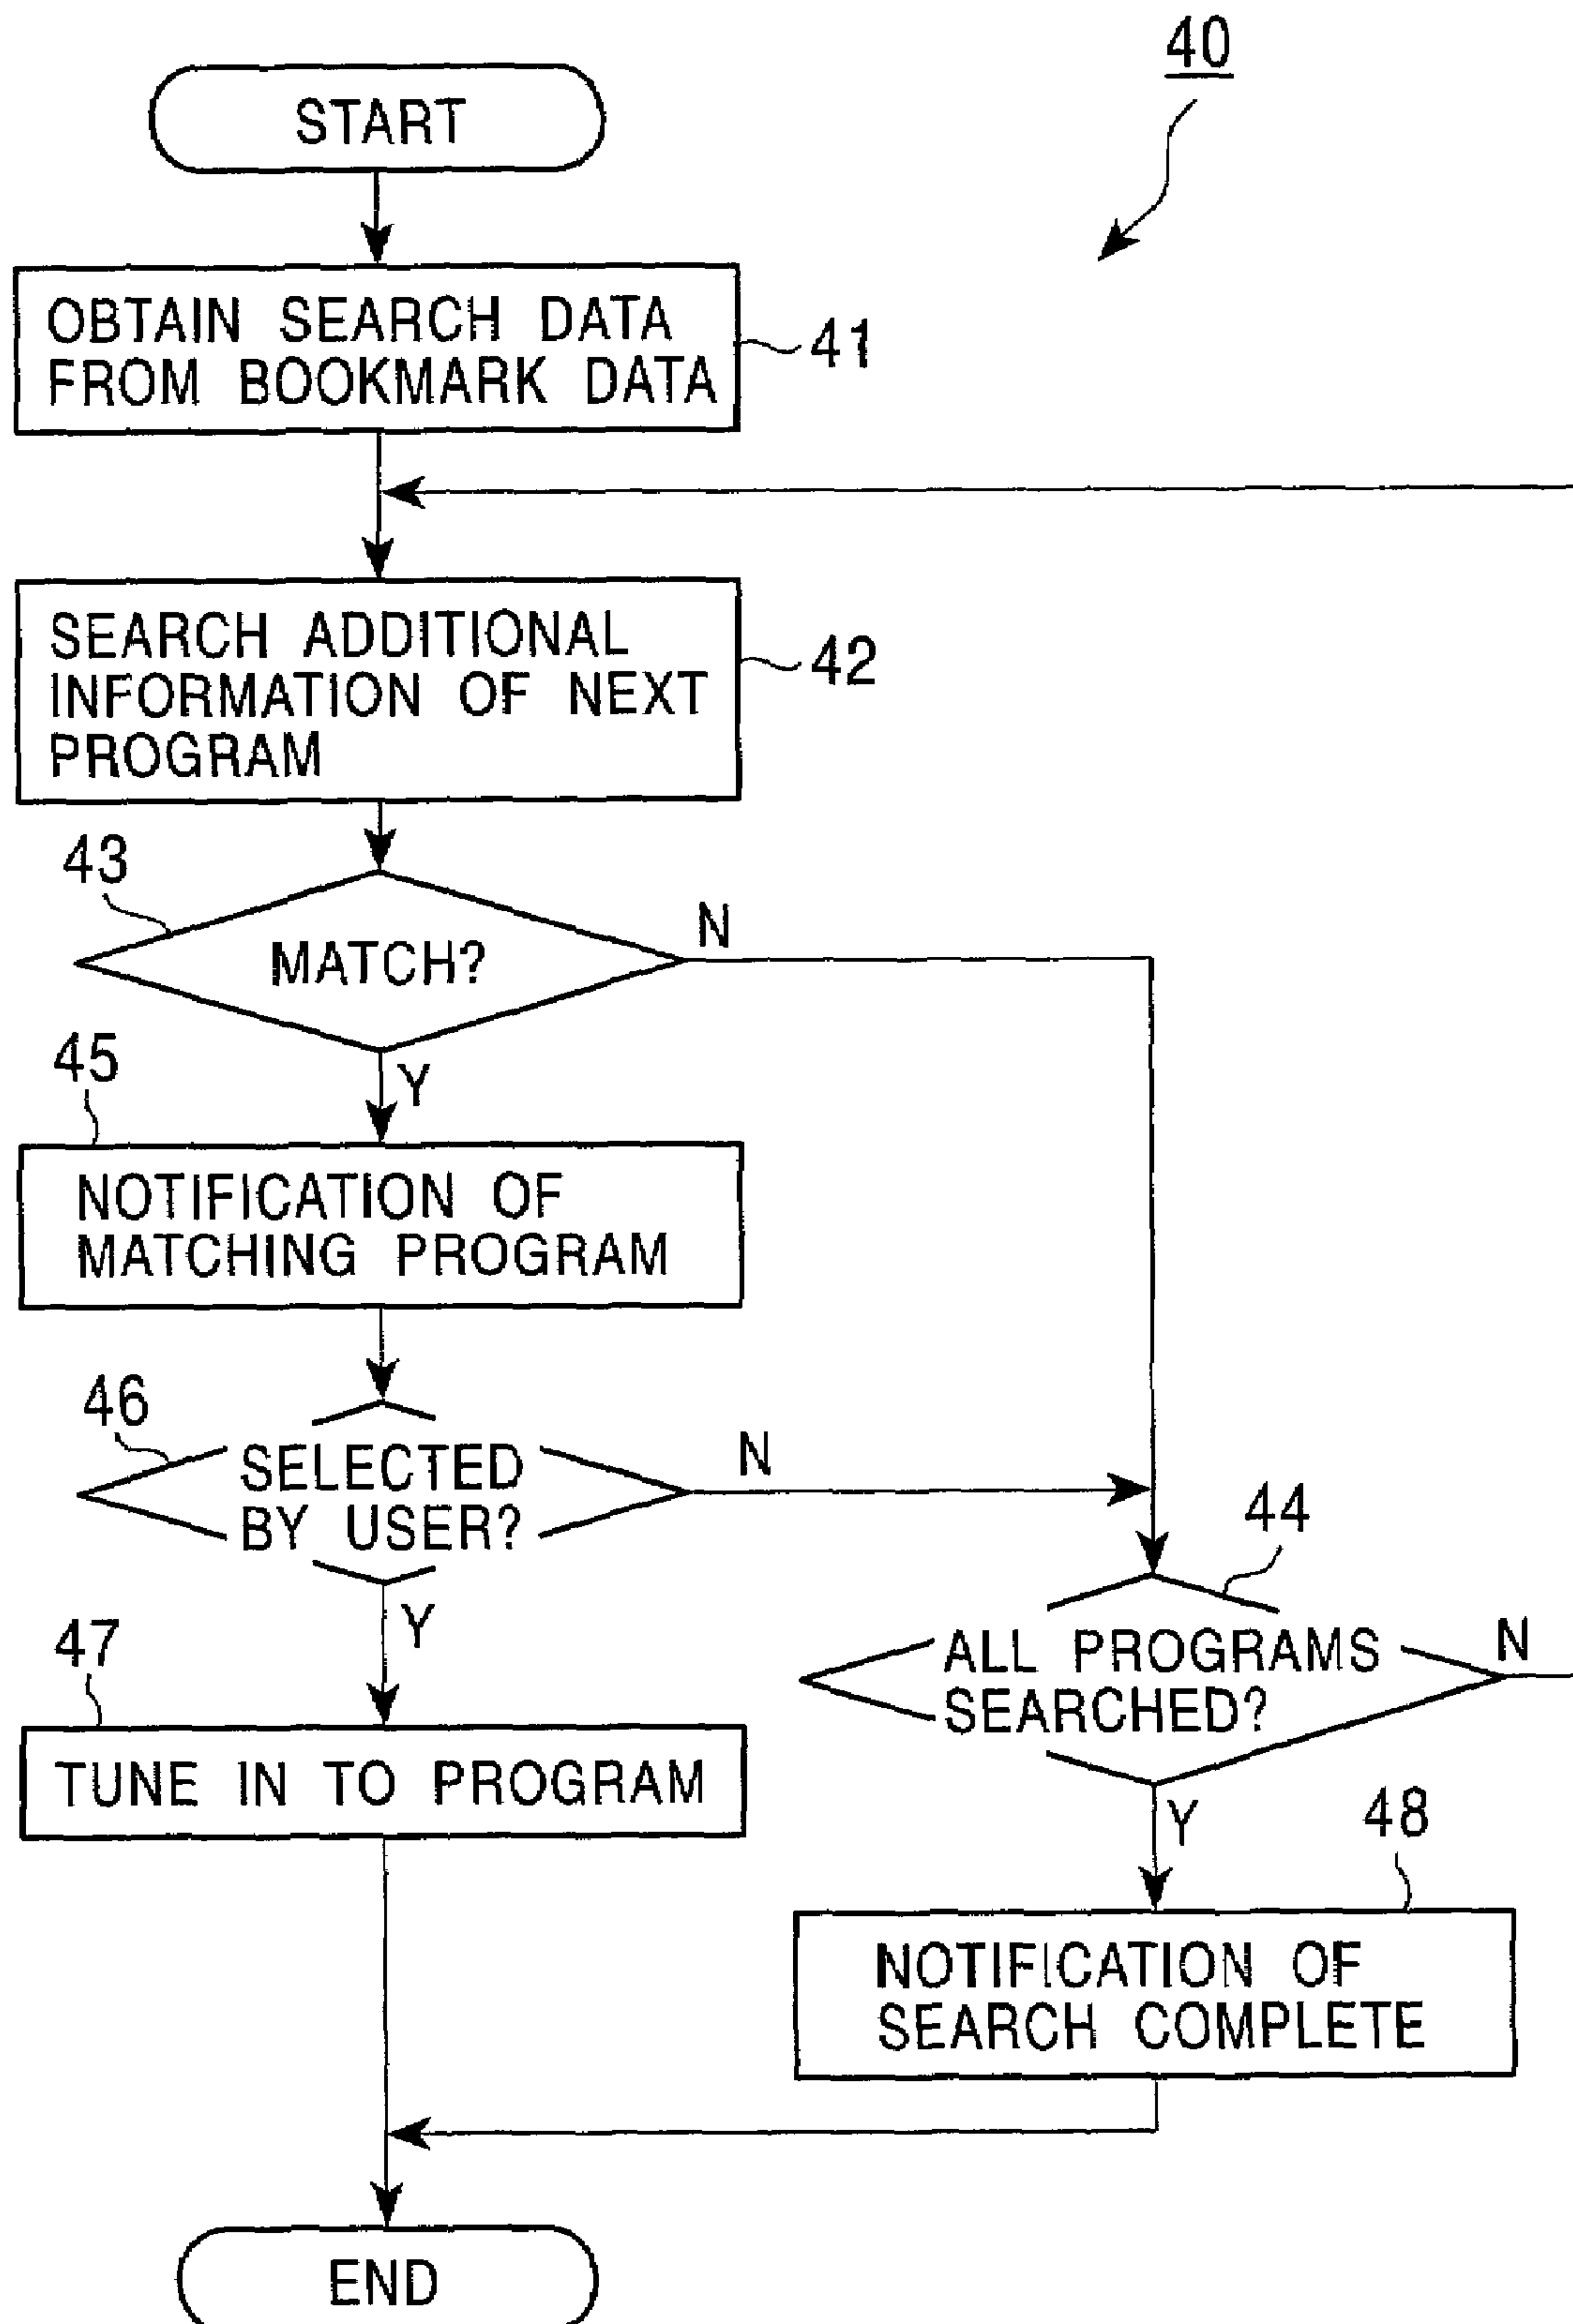 40
START
OBTAIN SEARCH DATA
FROM BOOKMARK DATA
41
SEARCH ADDITIONAL
INFORMATION OF NEXT
PROGRAM
42
43
MATCH?
N
Y
45
NOTIFICATION OF
MATCHING PROGRAM
46
SELECTED
BY USER?
N
Y
44
ALL PROGRAMS
SEARCHED?
N
Y
47
TUNE IN TO PROGRAM
48
NOTIFICATION OF
SEARCH COMPLETE
END